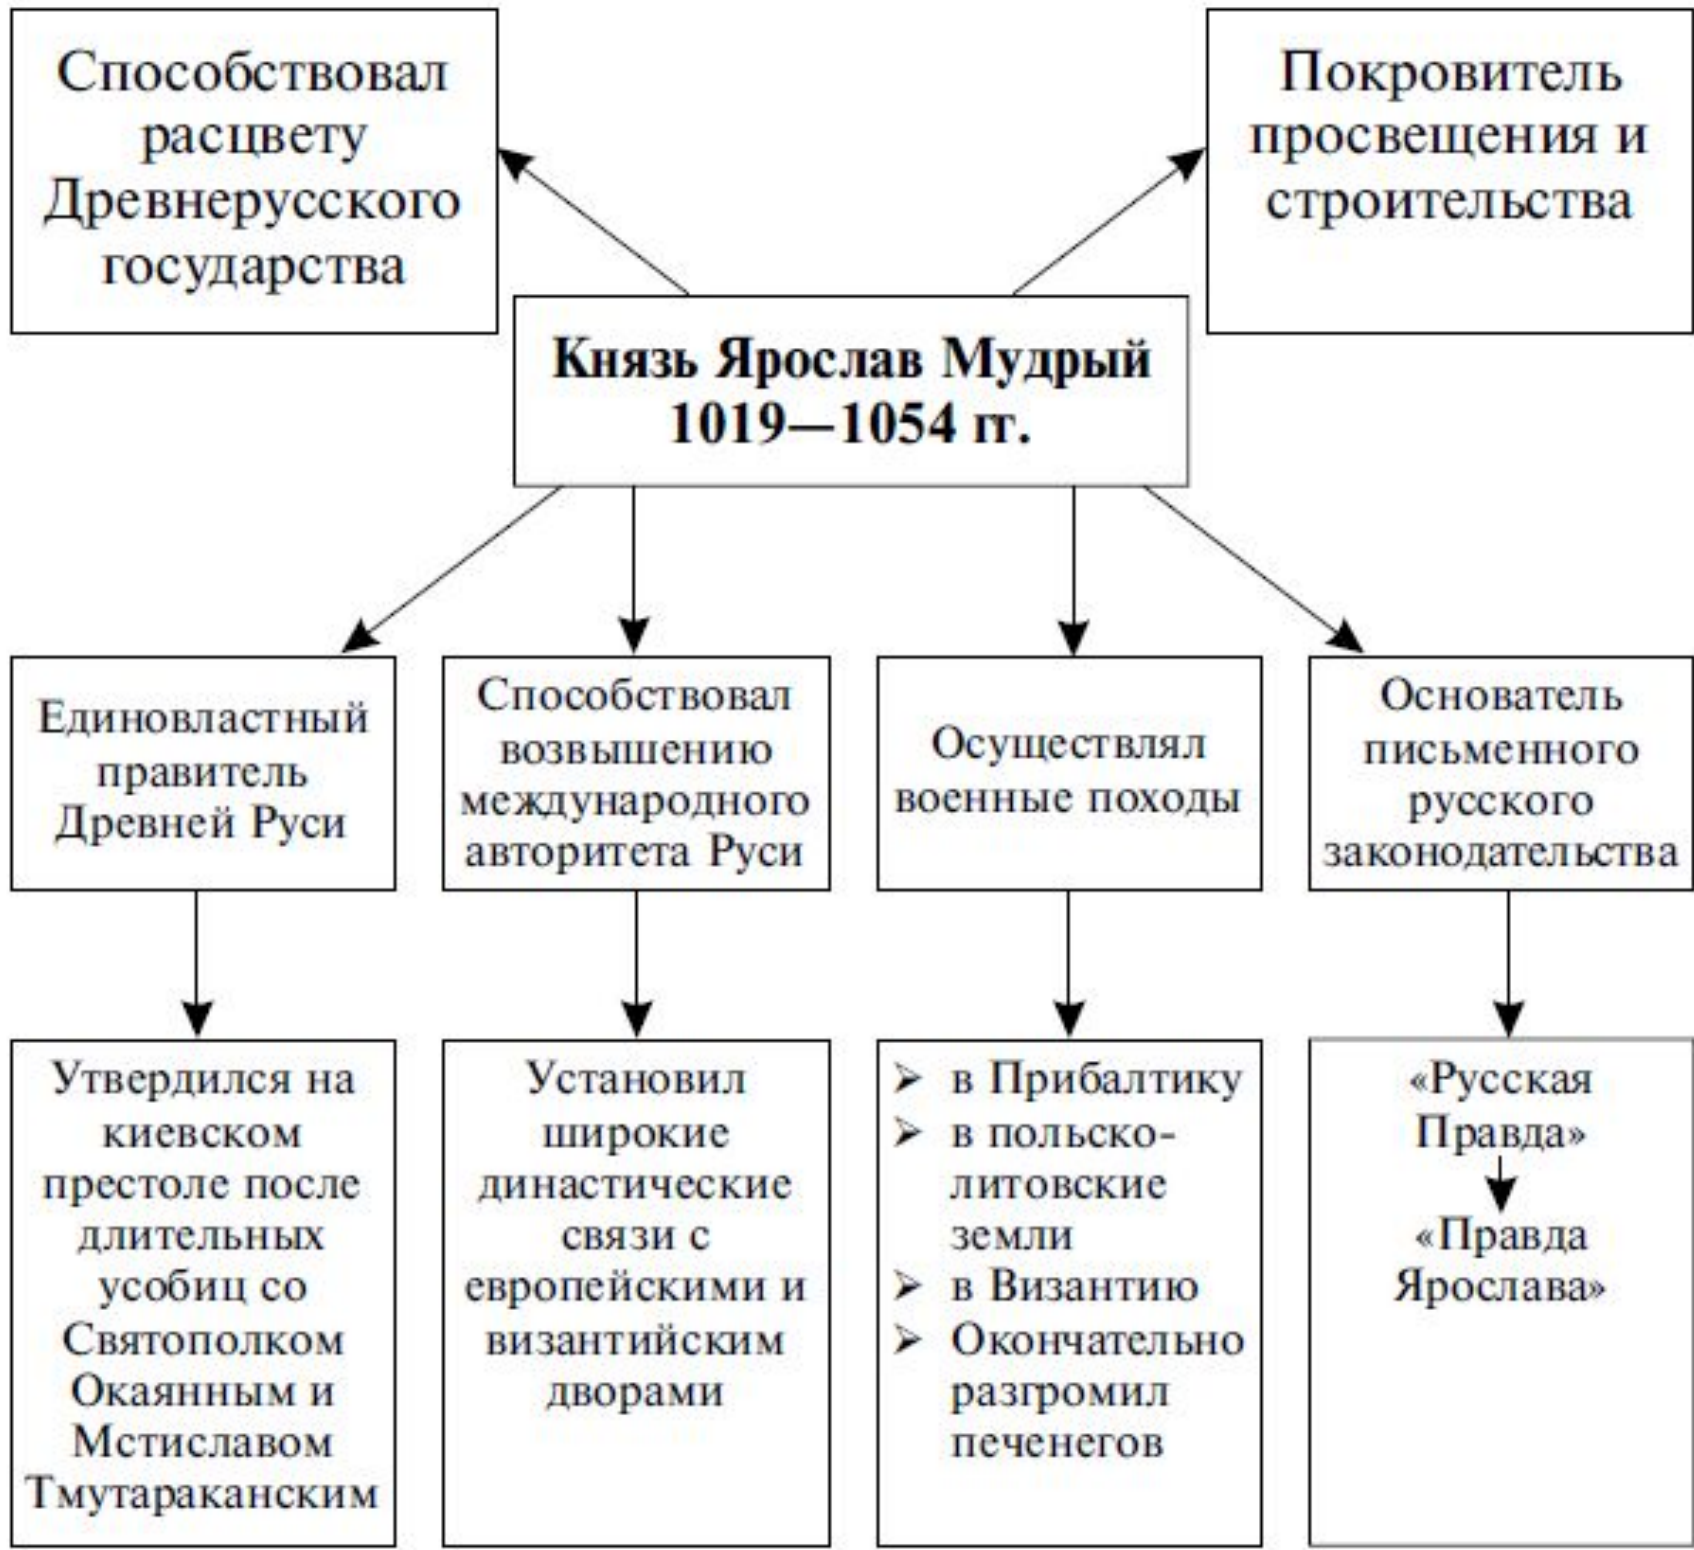 Способствовал
расцвету
Древнерусского
государства
Покровитель
просвещения и
строительства
Князь Ярослав Мудрый
1019—1054 гг.
Единовластный
правитель
Древней Руси
Способствовал
возвышению
международного
авторитета Руси
Осуществлял
военные походы
Основатель
письменного
русского
законодательства
Утвердился на
киевском
престоле после
длительных
усобиц со
Святополком
Окаянным и
Мстиславом
Тмутараканским
Установил
широкие
династические
связи с
европейскими и
византийским
дворами
➢ в Прибалтику
➢ в польско-
литовские
земли
➢ в Византию
➢ Окончательно
разгромил
печенегов
«Русская
Правда»
«Правда
Ярослава»